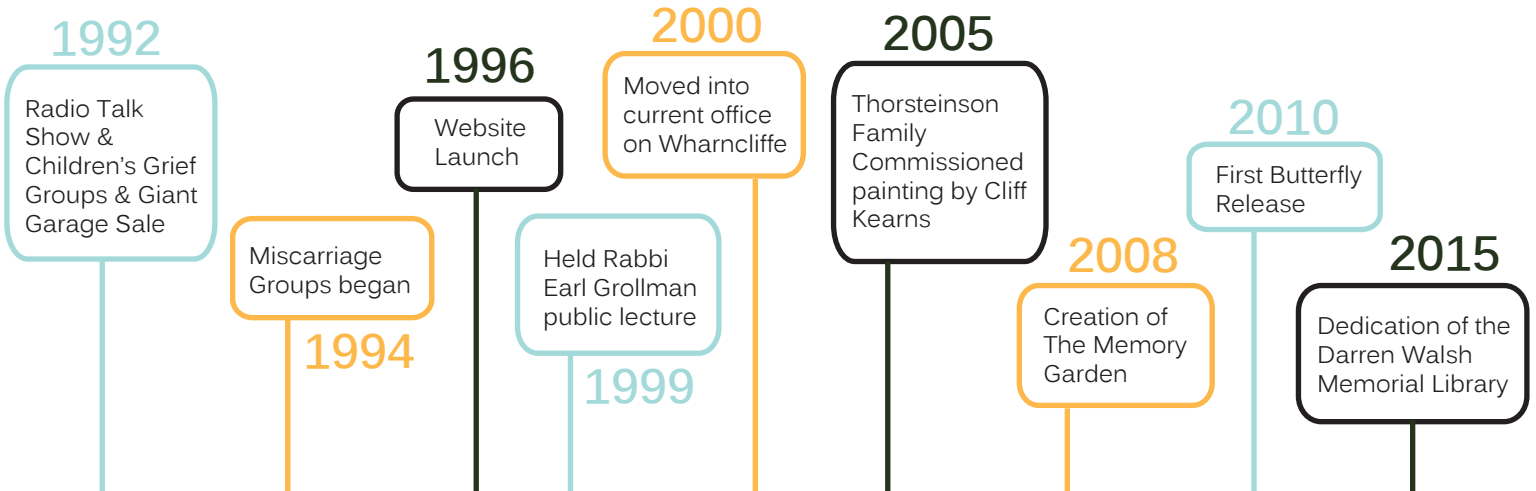 1992
Radio Talk
Show &
Children's Grief
Groups & Giant
Garage Sale
Miscarriage
Groups began
1994
1996
Website
Launch
Held Rabbi
Earl Grollman
public lecture
1999
2000
Moved into
current office
on Wharncliffe
2005
Thorsteinson
Family
Commissioned
painting by Cliff
Kearns
2008
Creation of
The Memory
Garden
2010
First Butterfly
Release
2015
Dedication of the
Darren Walsh
Memorial Library